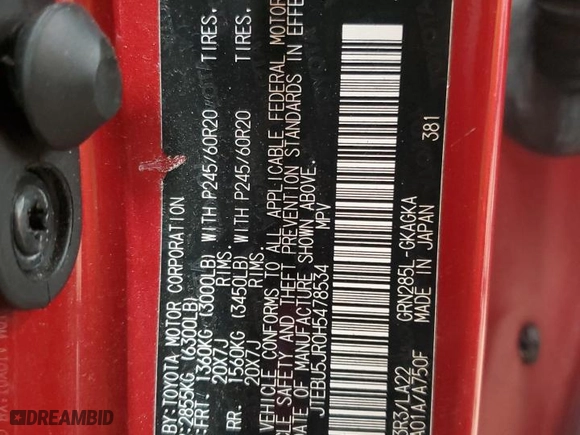 BY:TOYOTA MOTOR CORPORATION
:2855KG (6300LB)
FRT. 1360KG (3000LB) WITH P245/60R20 TIRES,
20X7J RIMS.
RR. 1560KG (3450LB) WITH P245/60R20 TIRES,
20X7J RIMS.
VEHICLE CONFORMS TO ALL APPLICABLE FEDERAL MOTOR
SAFETY AND THEFT PREVENTION STANDARDS IN EFFE
DATE OF MANUFACTURE SHOWN ABOVE.
JTEBU5JR0H5478534 MPV
381
3R3/LA22 GRN285L-GKAGKA
A01A/A750F MADE IN JAPAN
DREAMBID